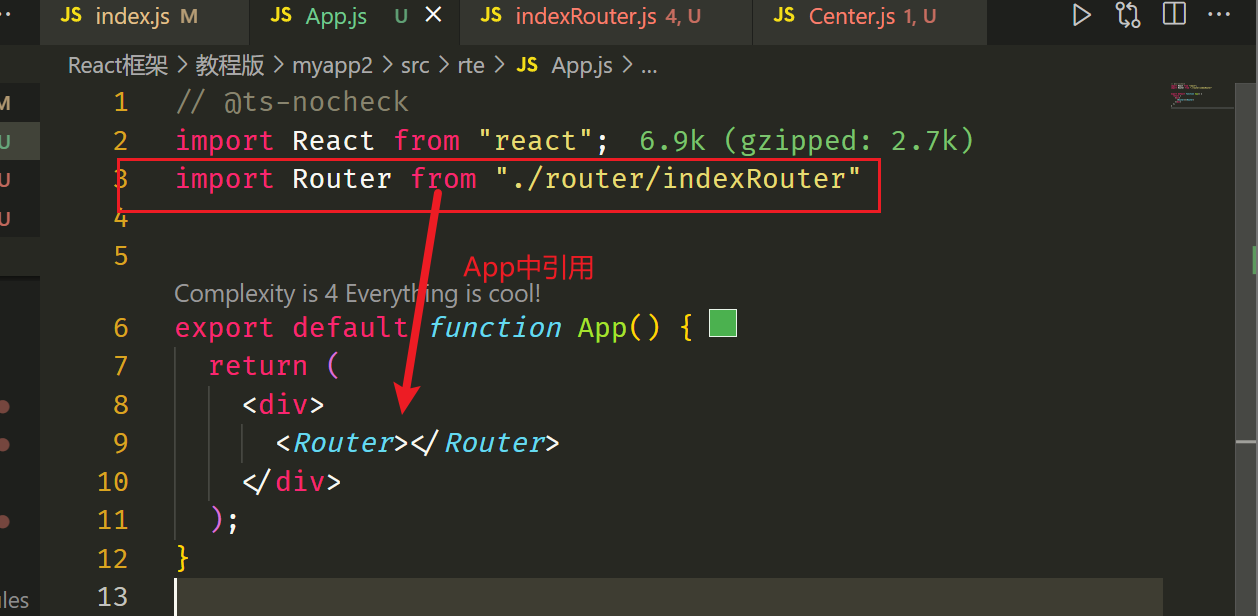 JS index.js M JS App.js U JS indexRouter.js 4, U JS Center.js 1, U
React框架 > 教程版 > myapp2 > src > rte > JS App.js > ...
M
U
U
U
1 // @ts-nocheck
2 import React from "react"; 6.9k (gzipped: 2.7k)
3 import Router from "./router/indexRouter"
4
5
App中引用
Complexity is 4 Everything is cool!
6 export default function App() {
7 return (
8 <div>
9 <Router></Router>
10 </div>
11 );
12 }
13
les